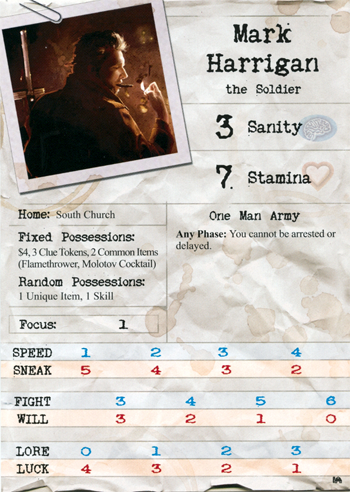 Mark
Harrigan
the Soldier
3 Sanity
7 Stamina
Home: South Church
Fixed Possessions:
$4, 3 Clue Tokens, 2 Common Items
(Flamethrower, Molotov Cocktail)
Random Possessions:
1 Unique Item, 1 Skill
Focus: 1
One Man Army
Any Phase: You cannot be arrested or
delayed.
SPEED 1 2 3 4
SNEAK 5 4 3 2
FIGHT 3 4 5 6
WILL 3 2 1 0
LORE 0 1 2 3
LUCK 4 3 2 1